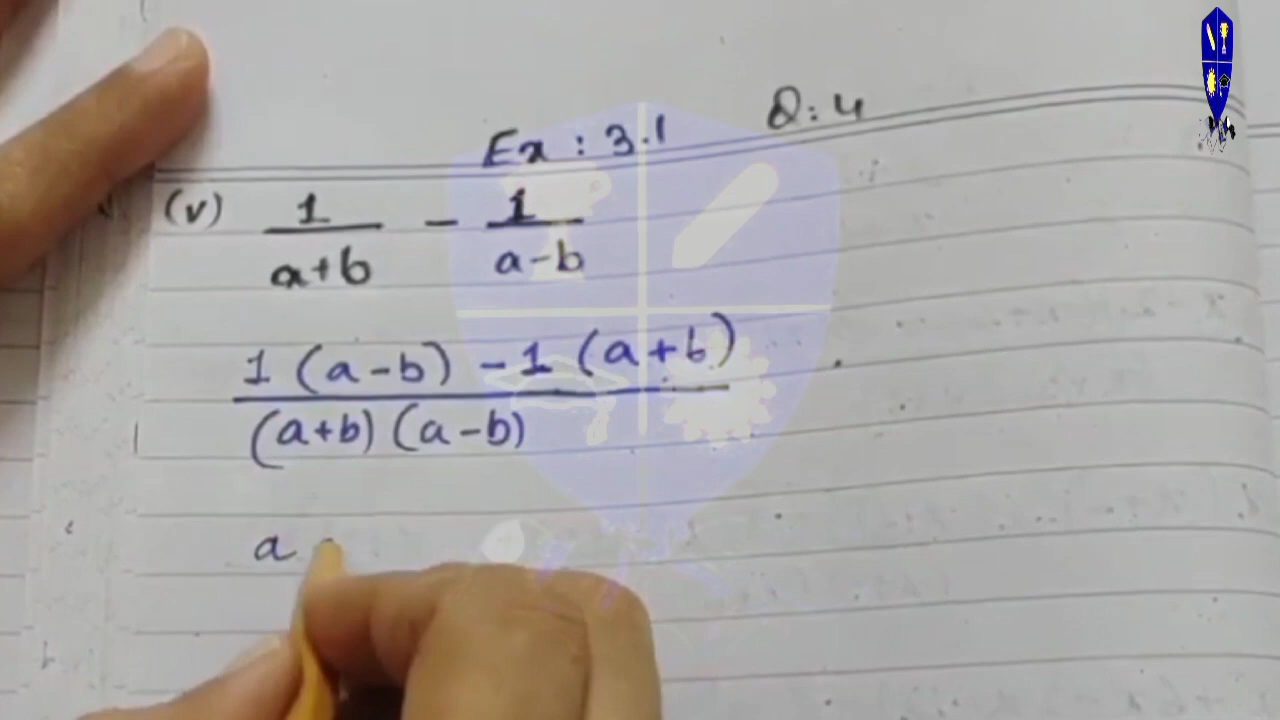 Ex : 3.1 Q: 4
(v) 1/(a+b) - 1/(a-b)
1 (a-b) - 1 (a+b)
(a+b) (a-b)
a